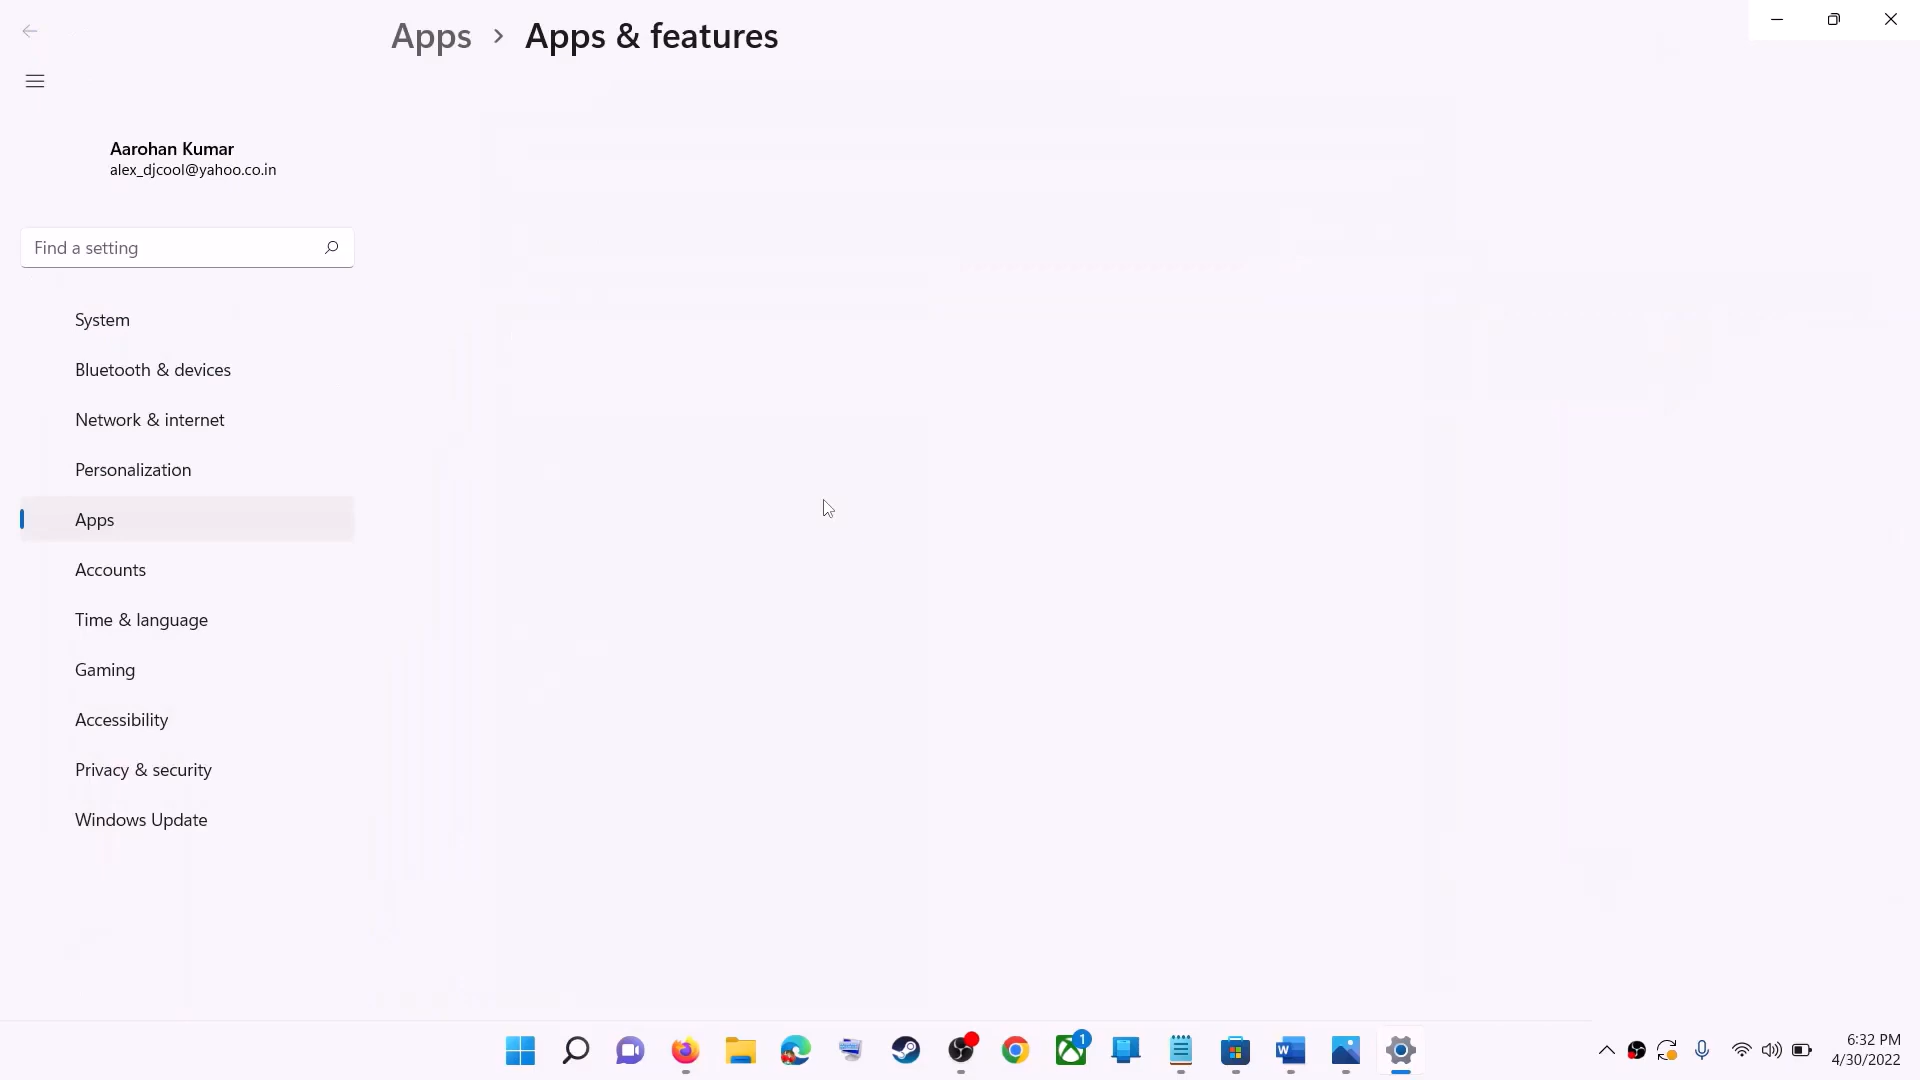 Apps > Apps & features
Aarohan Kumar
alex_djcool@yahoo.co.in
Find a setting
System
Bluetooth & devices
Network & internet
Personalization
Apps
Accounts
Time & language
Gaming
Accessibility
Privacy & security
Windows Update
1
W
6:32 PM
4/30/2022